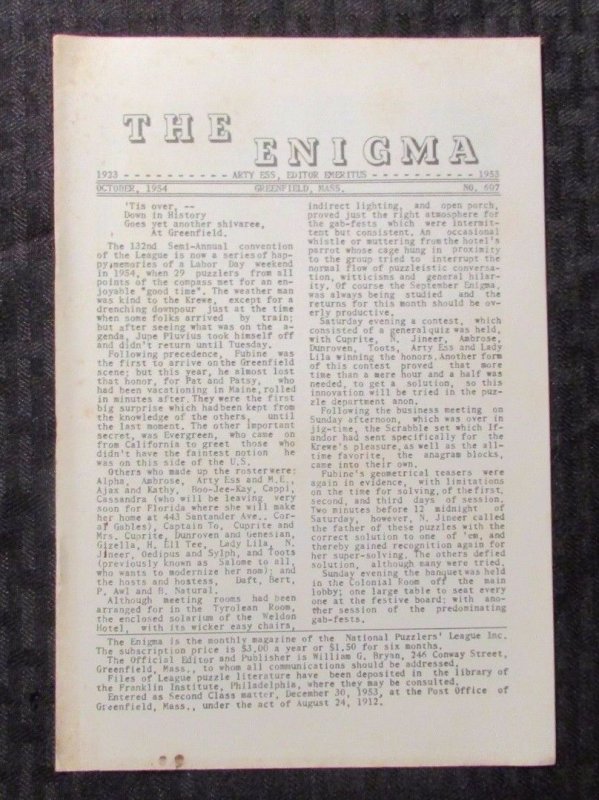 THE ENIGMA
1933 - - - - - - - - - - ARTY ESS, EDITOR EMERITUS - - - - - - - - - - 1953
OCTOBER, 1954 GREENFIELD, MASS. NO. 607
'Tis over, --
Down in History
Goes yet another shivaree,
At Greenfield.
The 132nd Semi-Annual convention
of the League is now a series of hap-
py memories of a Labor Day weekend
in 1954, when 29 puzzlers from all
points of the compass met for an en-
joyable "good time". The weather man
was kind to the Krewe, except for a
drenching downpour just at the time
when some folks arrived by train;
but after seeing what was on the a-
genda, Jupe Pluvius took himself off
and didn't return until Tuesday.
Following precedence, Fubine was
the first to arrive on the Greenfield
scene; but this year, he almost lost
that honor, for Pat and Patsy, who
had been vacationing in Maine, rolled
in minutes after. They were the first
big surprise which hadbeen kept from
the knowledge of the others, until
the last moment. The other important
secret, was Evergreen, who came on
from California to greet those who
didn't have the faintest notion he
was on this side of the U.S.
Others who made up the rosterwere:
Alpha, Ambrose, Arty Ess and M.E.,
Ajax and Kathy, Boo-Jee-Kay, Cappi,
Cassandra (who will be leaving very
soon for Florida where she will make
her home at 443 Santander Ave., Cor-
al Gables), Captain To, Cuprite and
Mrs. Cuprite, Dunroven and Genesian,
Gizella, H. Ell Tee, Lady Lila, N.
Jineer, Oedipus and Sylph, and Toots
(previously known as Salome to all,
who wants to modernize her nom); and
the hosts and hostess, Daft, Bert,
P. Awl and B. Natural.
Although meeting rooms had been
arranged for in the Tyrolean Room,
the enclosed solarium of the Weldon
Hotel, with its wicker easy chairs,
indirect lighting, and open porch,
proved just the right atmosphere for
the gab-fests which were intermit-
tent but consistent. An occasional
whistle or muttering from the hotel's
parrot whose cage hung in proximity
to the group tried to interrupt the
normal flow of puzzleistic conversa-
tion, witticisms and general hilar-
ity. Of course the September Enigma,
was always being studied and the
returns for this month should be ov-
erly productive.
Saturday evening a contest, which
consisted of a general quiz was held,
with Cuprite, N. Jineer, Ambrose,
Dunroven, Toots, Arty Ess and Lady
Lila winning the honors. Another form
of this contest proved that more
time than a mere hour and a half was
needed, to get a solution, so this
innovation will be tried in the puz-
zle department anon.
Following the business meeting on
Sunday afternoon, which was over in
jig-time, the Scrabble set which If-
andor had sent specifically for the
Krewe's pleasure, as well as the all-
time favorite, the anagram blocks,
came into their own.
Fubine's geometrical teasers were
again in evidence, with limitations
on the time for solving, of the first,
second, and third days of session.
Two minutes before 12 midnight of
Saturday, however, N. Jineer called
the father of these puzzles with the
correct solution to one of 'em, and
thereby gained recognition again for
her super-solving. The others defied
solution, although many were tried.
Sunday evening the banquet was held
in the Colonial Room off the main
lobby; one large table to seat every
one at the festive board; with ano-
ther session of the predominating
gab-fests.
The Enigma is the monthly magazine of the National Puzzlers' League Inc.
The subscription price is $3.00 a year or $1.50 for six months.
The Official Editor and Publisher is William G. Bryan, 246 Conway Street,
Greenfield, Mass., to whom all communications should be addressed.
Files of League puzzle literature have been deposited in the library of
the Franklin Institute, Philadelphia, where they may be consulted.
Entered as Second Class matter, December 30, 1953, at the Post Office of
Greenfield, Mass., under the act of August 24, 1912.